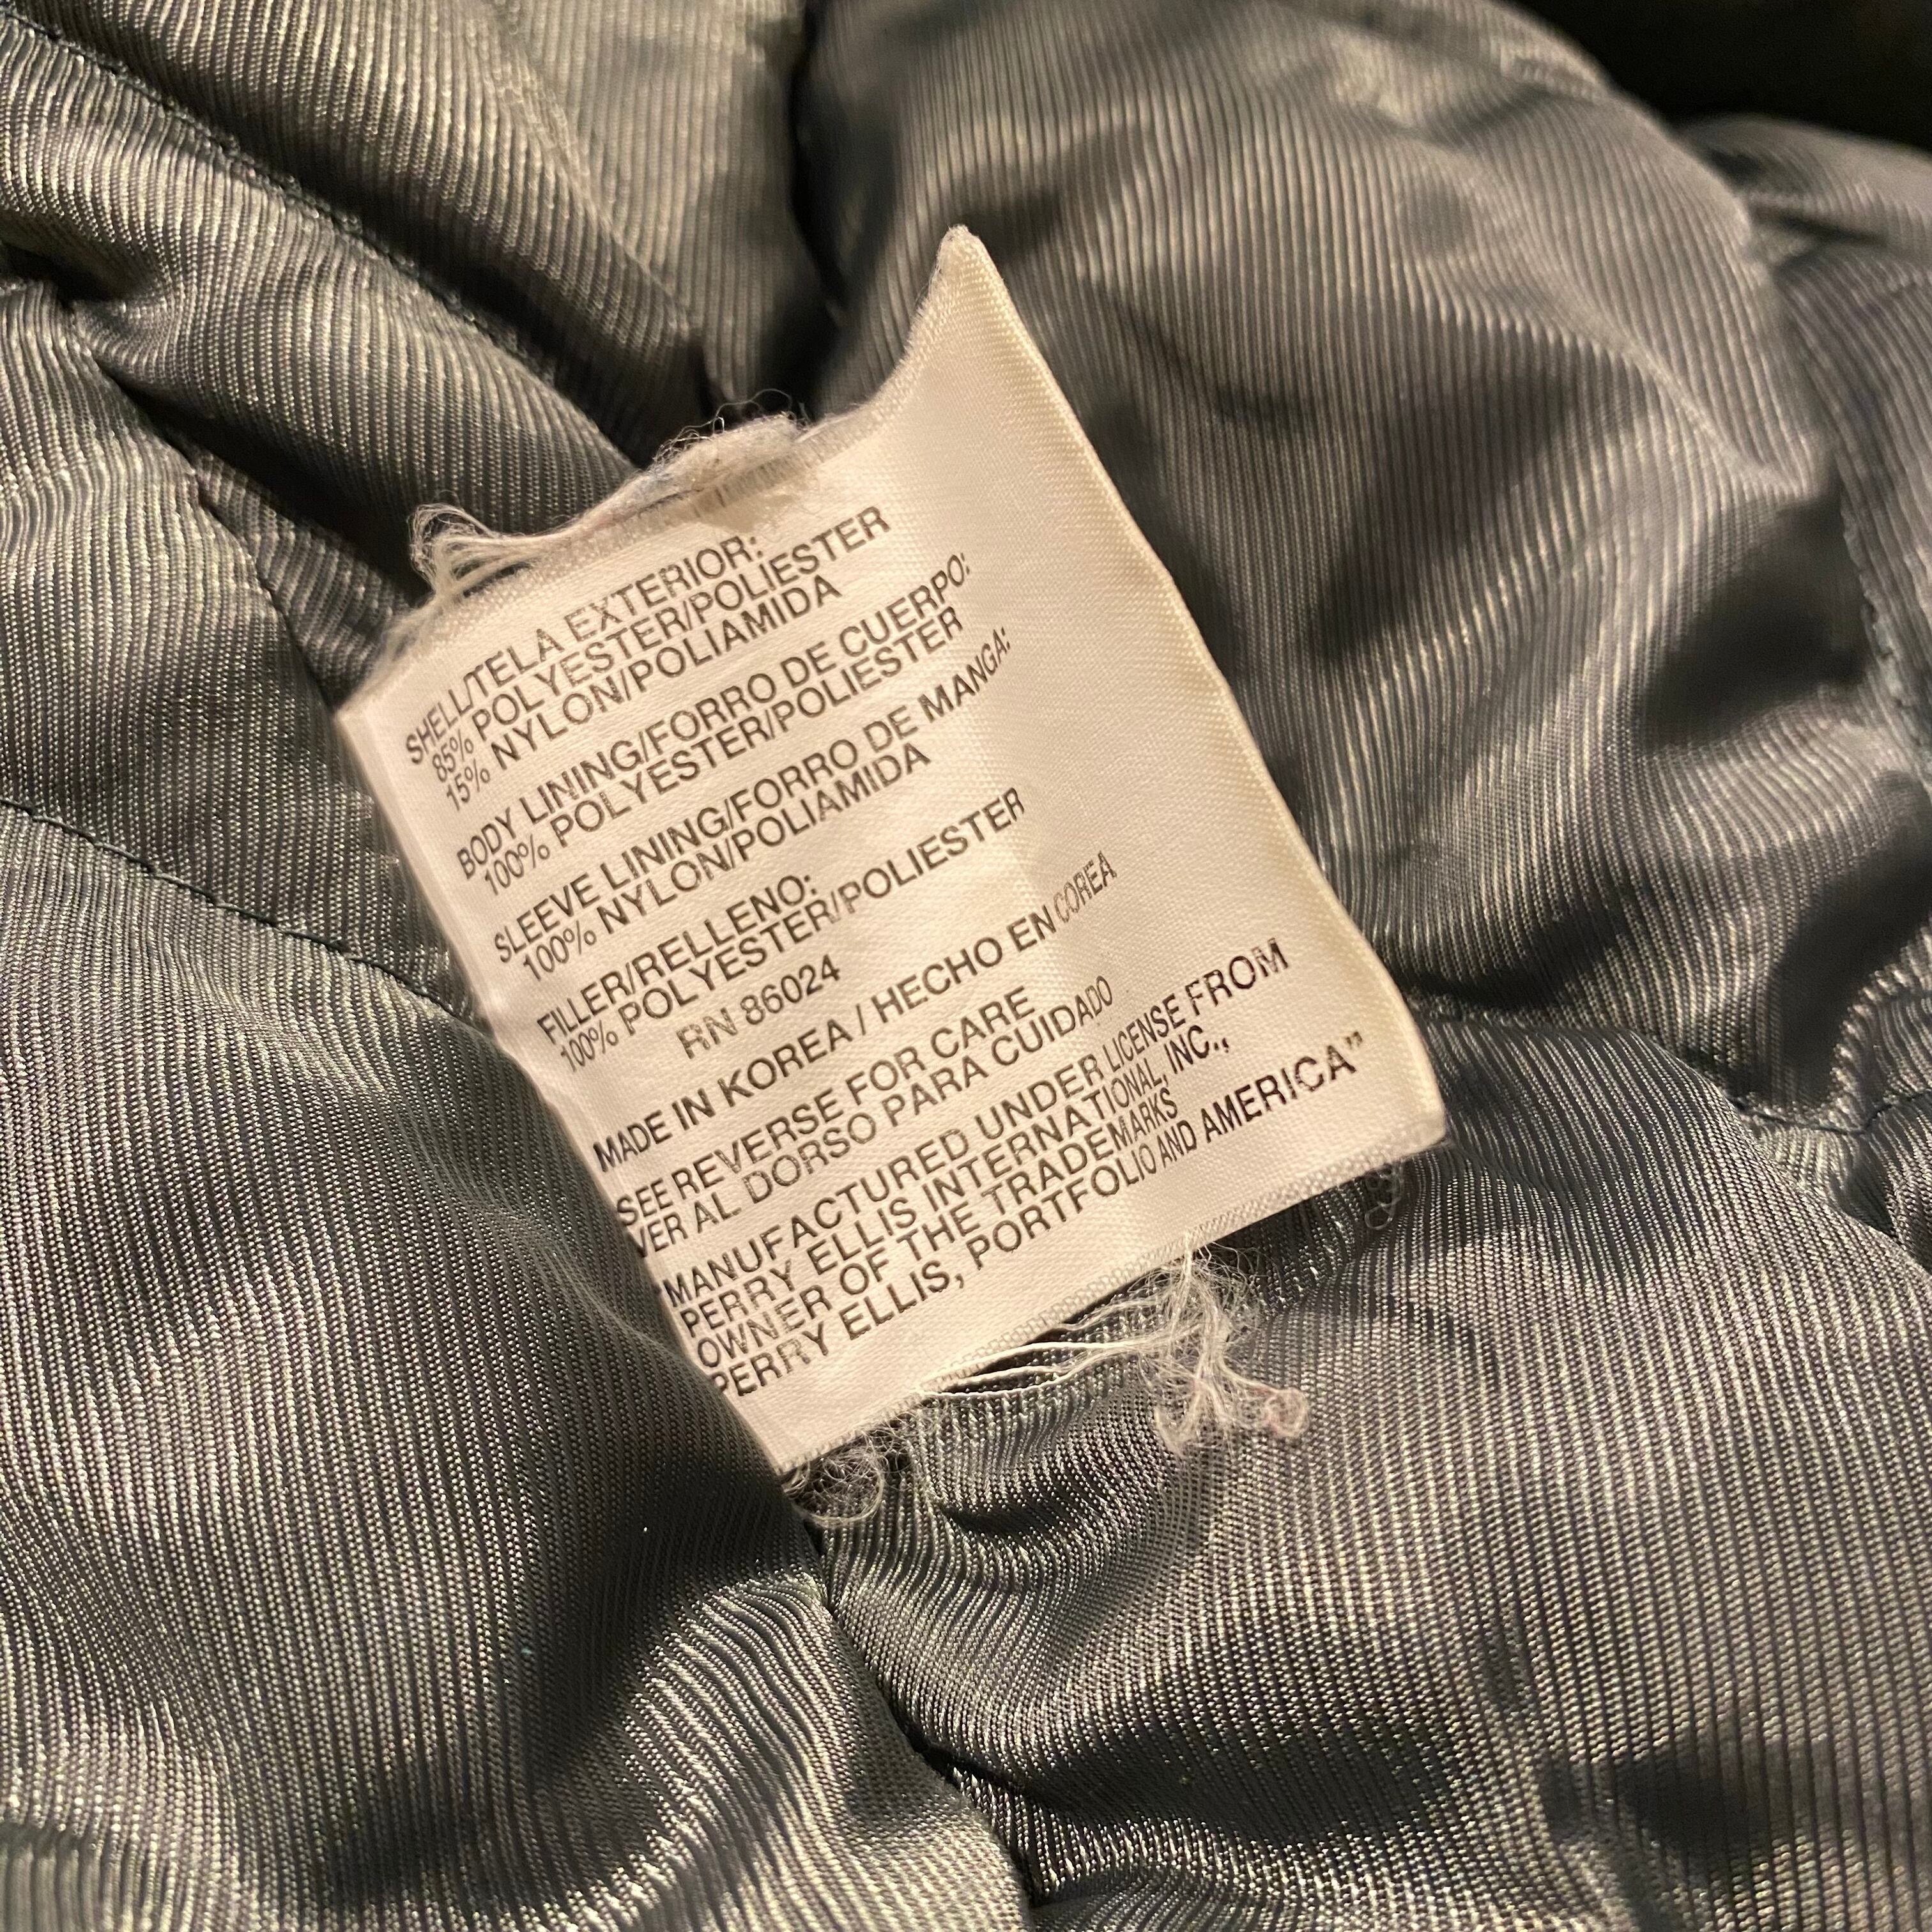 SHELL/TELA EXTERIOR:
85% POLYESTER/POLIESTER
15% NYLON/POLIAMIDA
BODY LINING/FORRO DE CUERPO:
100% POLYESTER/POLIESTER
SLEEVE LINING/FORRO DE MANGA:
100% NYLON/POLIAMIDA
FILLER/RELLENO:
100% POLYESTER/POLIESTER
RN 86024
MADE IN KOREA / HECHO EN COREA
SEE REVERSE FOR CARE
VER AL DORSO PARA CUIDADO
MANUFACTURED UNDER LICENSE FROM
PERRY ELLIS INTERNATIONAL, INC.,
OWNER OF THE TRADEMARKS
PERRY ELLIS, PORTFOLIO AND AMERICA”